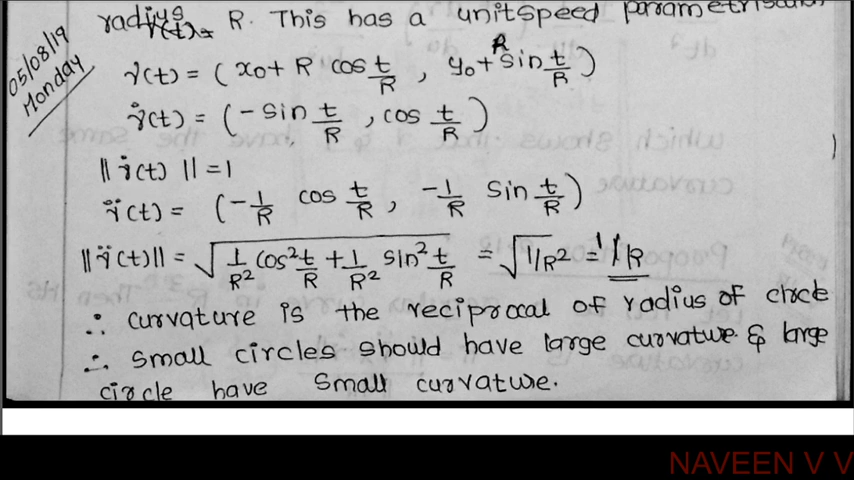 radius R. This has a unitspeed
γ(t)=
05/08/19
Monday
γ(t) = (x₀ + R cos t/R , y₀ + R sin t/R)
γ̇(t) = (-sin t/R , cos t/R)
||γ̇(t)|| = 1
γ̈(t) = (-1/R cos t/R , -1/R sin t/R)
||γ̈(t)|| = √(1/R² cos² t/R + 1/R² sin² t/R) = √1/R² = 1/R
∴ curvature is the reciprocal of radius of circle
∴ small circles should have large curvature & large
circle have small curvature.
NAVEEN V V